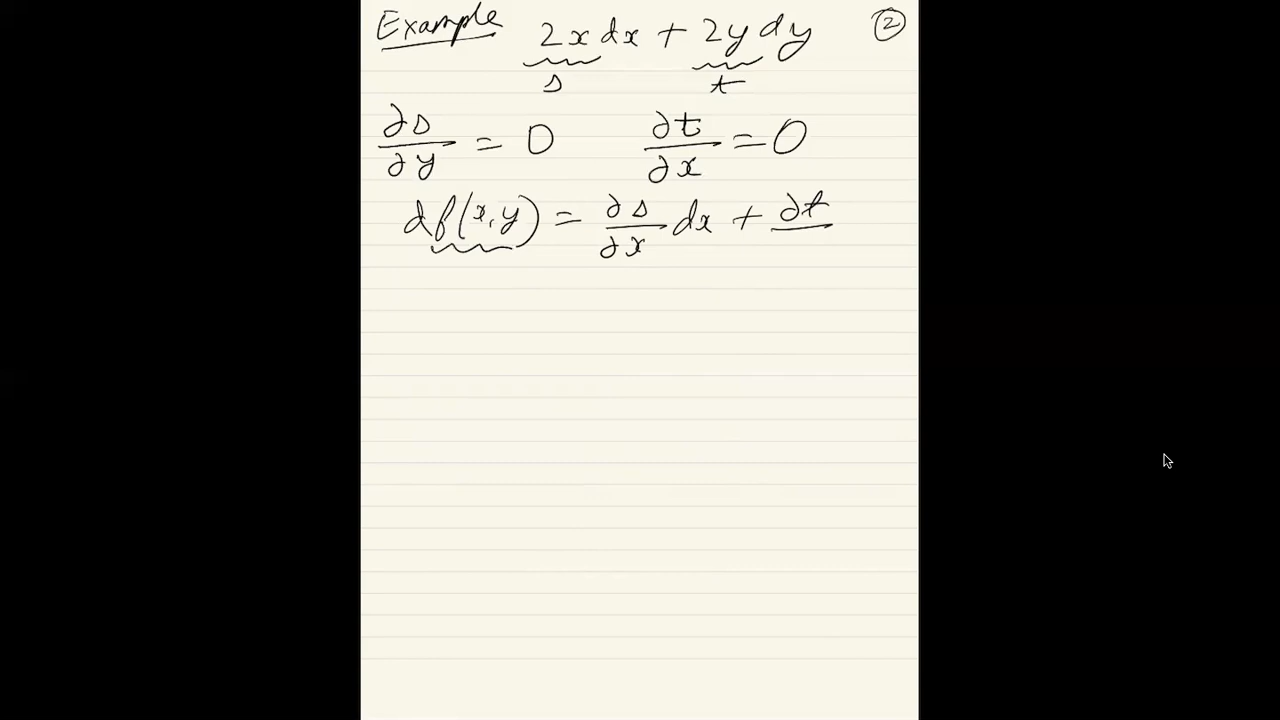 Example 2x dx + 2y dy ②
s t
∂s/∂y = 0 ∂t/∂x = 0
df(x,y) = ∂s/∂x dx + ∂t